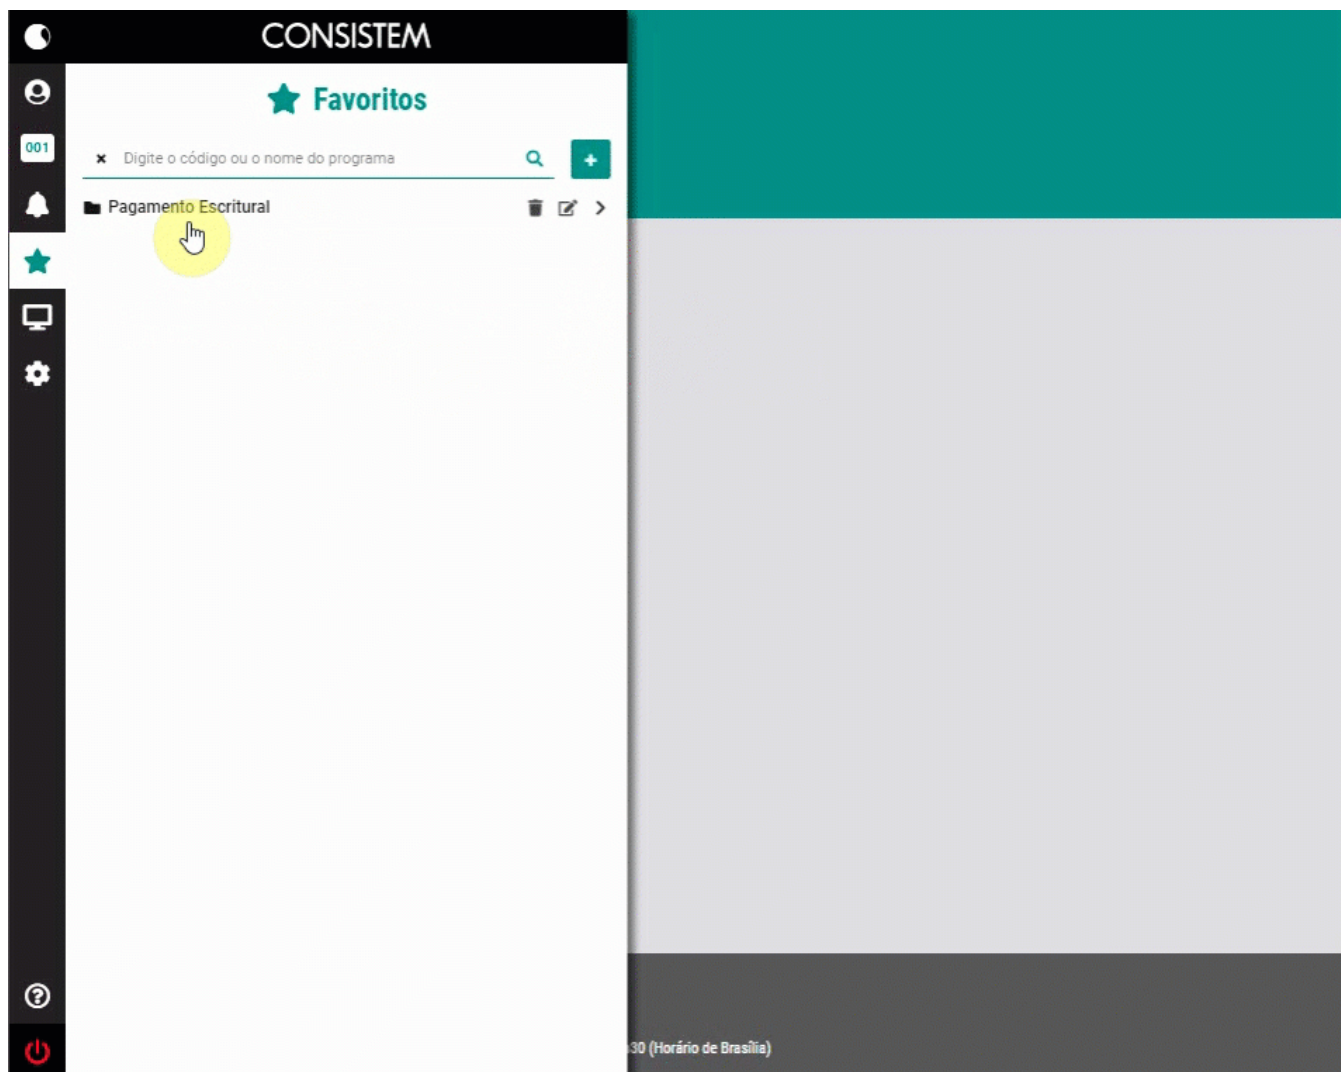 CONSISTEM
Favoritos
001
Digite o código ou o nome do programa
Pagamento Escritural
30 (Horário de Brasília)